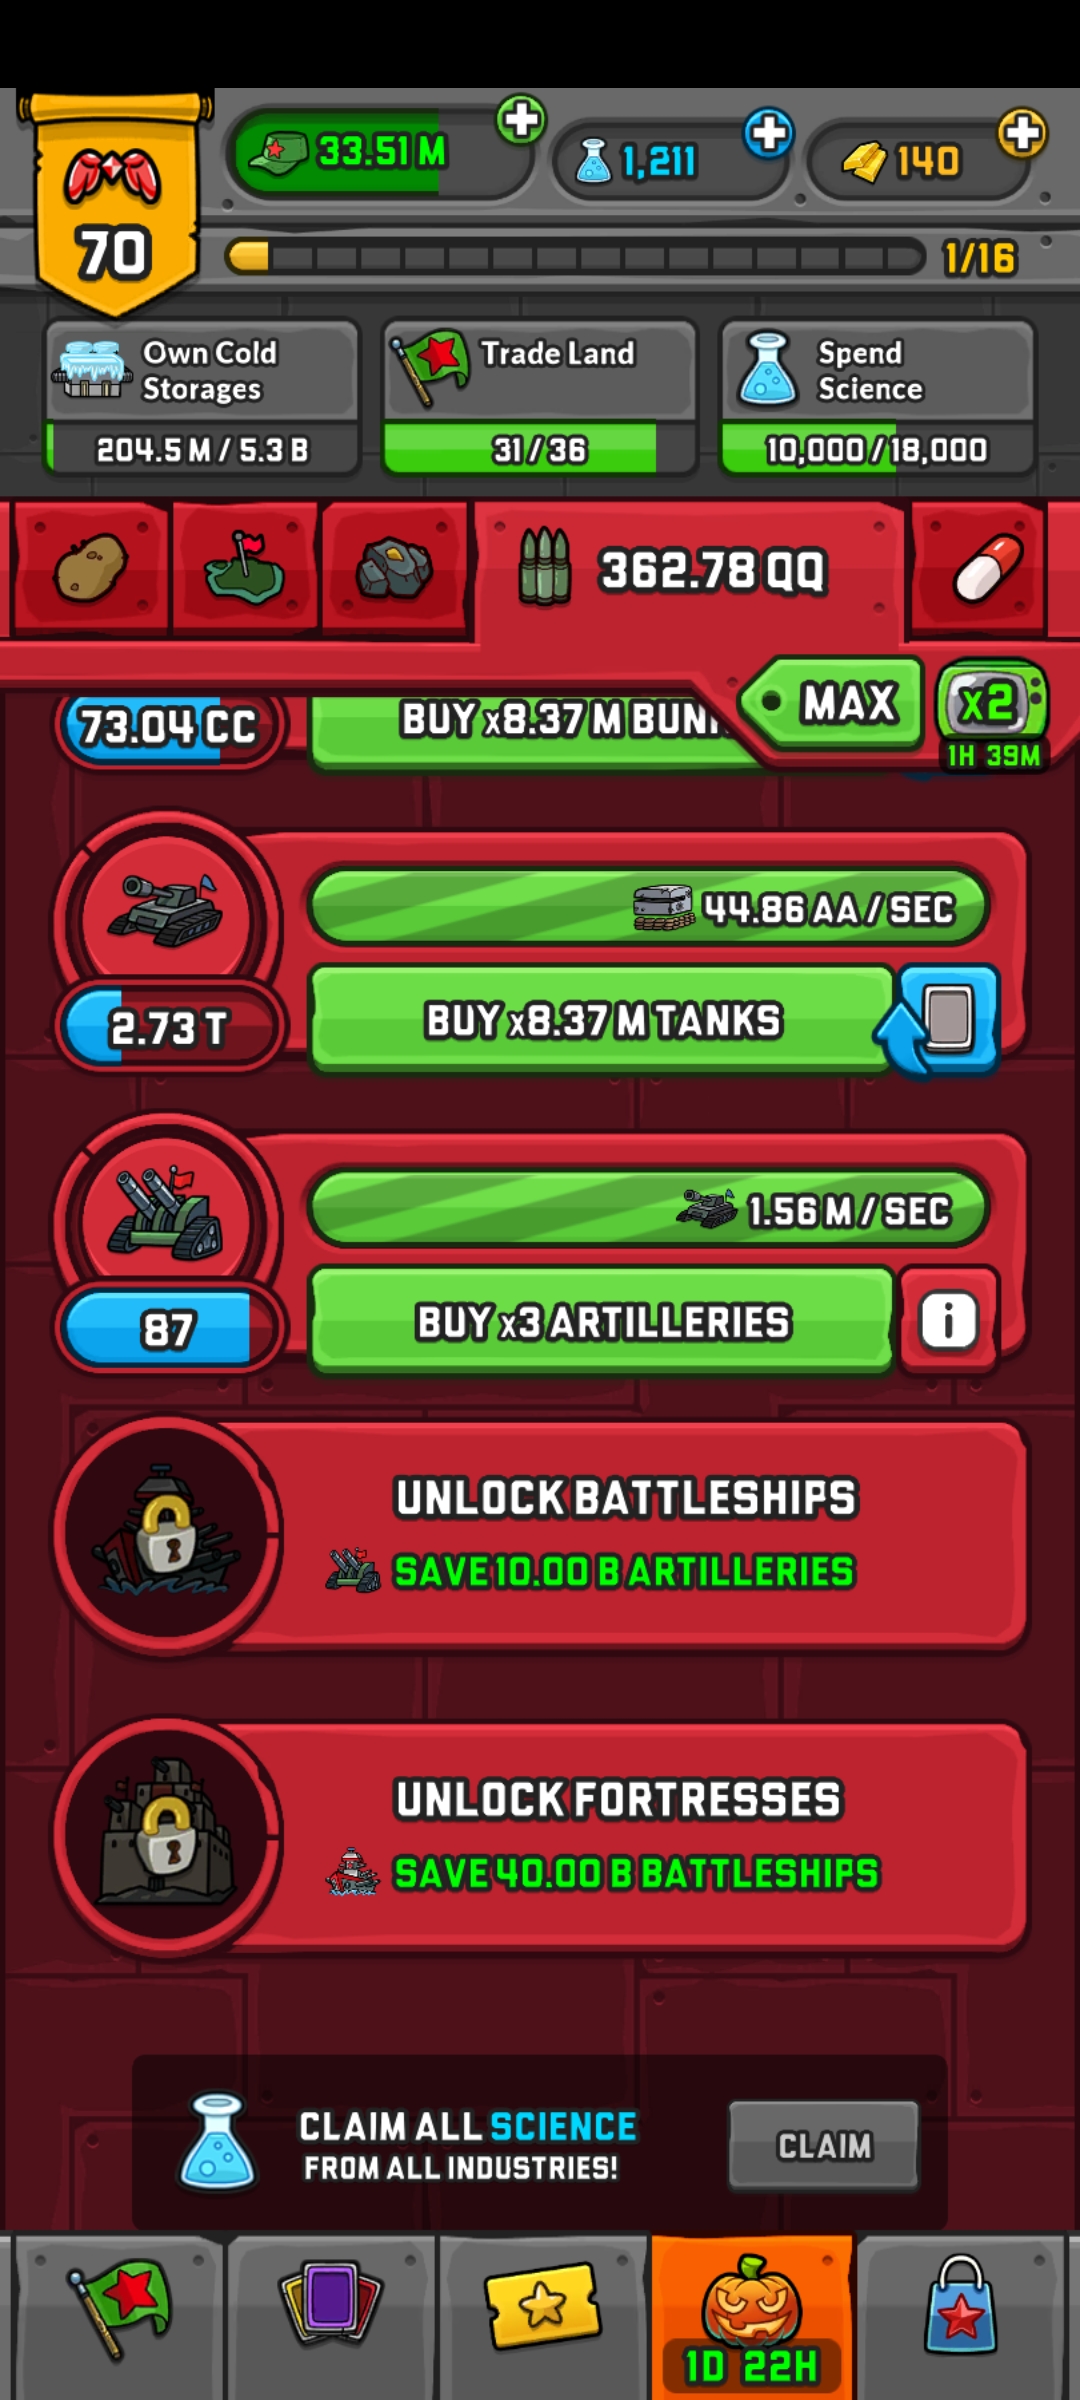 33.51 M
1,211
140
70
1/16
Own Cold
Storages
204.5 M / 5.3 B
Trade Land
31 / 36
Spend
Science
10,000 / 18,000
362.78 QQ
MAX
x2
1H 39M
73.04 CC
BUY x8.37 M
44.86 AA / SEC
2.73 T
BUY x8.37 M TANKS
1.56 M / SEC
87
BUY x3 ARTILLERIES
i
UNLOCK BATTLESHIPS
SAVE 10.00 B ARTILLERIES
UNLOCK FORTRESSES
SAVE 40.00 B BATTLESHIPS
CLAIM ALL SCIENCE
FROM ALL INDUSTRIES!
CLAIM
1D 22H